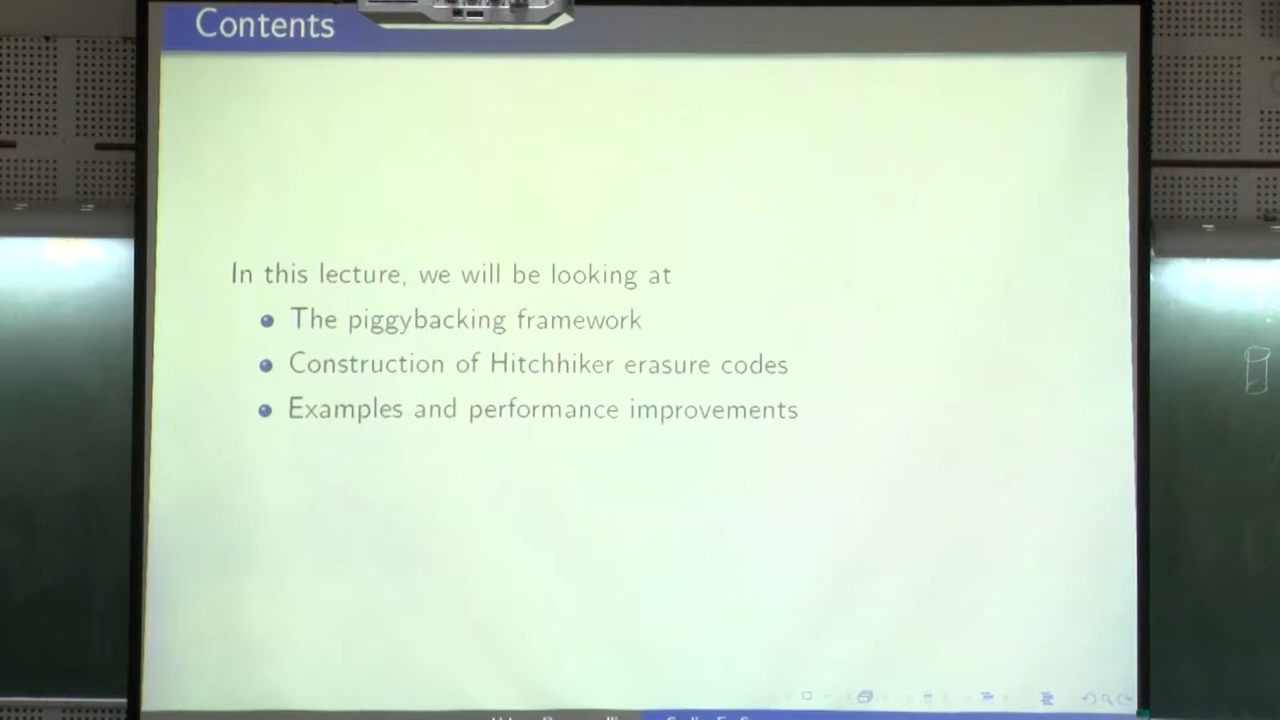 Contents
In this lecture, we will be looking at
The piggybacking framework
Construction of Hitchhiker erasure codes
Examples and performance improvements